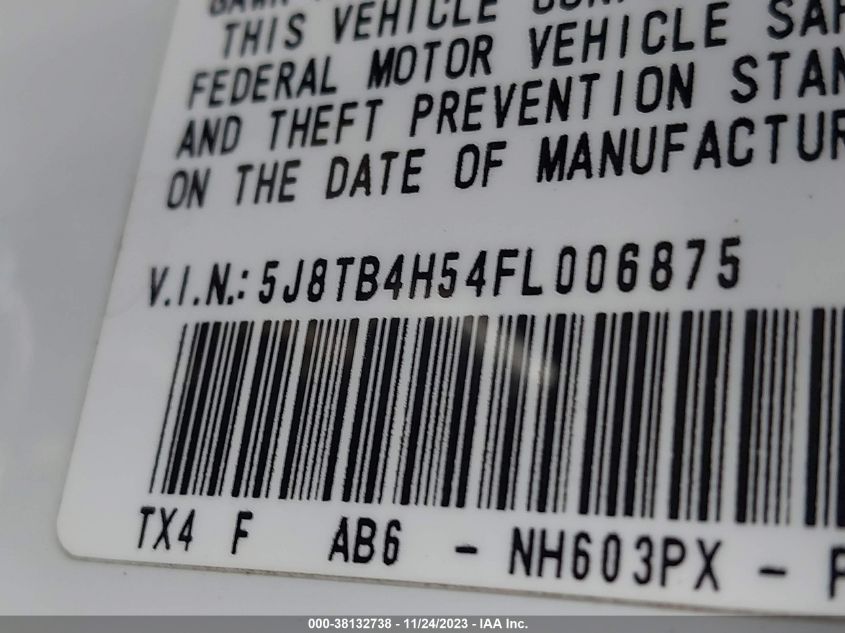 THIS VEHICLE
FEDERAL MOTOR VEHICLE
AND THEFT PREVENTION
ON THE DATE OF
V.I.N.: 5J8TB4H54FL006875
TX4 F AB6 - NH603PX -
000-38132738 - 11/24/2023 - IAA Inc.